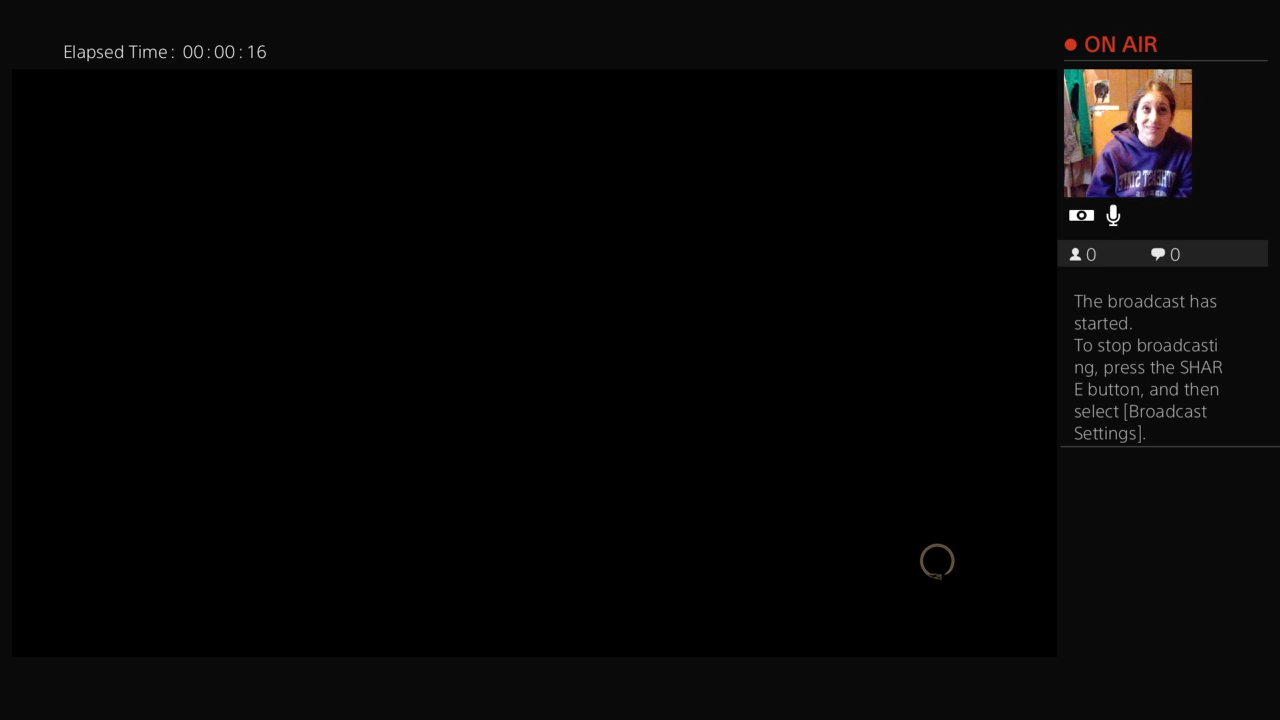 Elapsed Time: 00:00:16
ON AIR
0 0
The broadcast has
started.
To stop broadcasti
ng, press the SHAR
E button, and then
select [Broadcast
Settings].